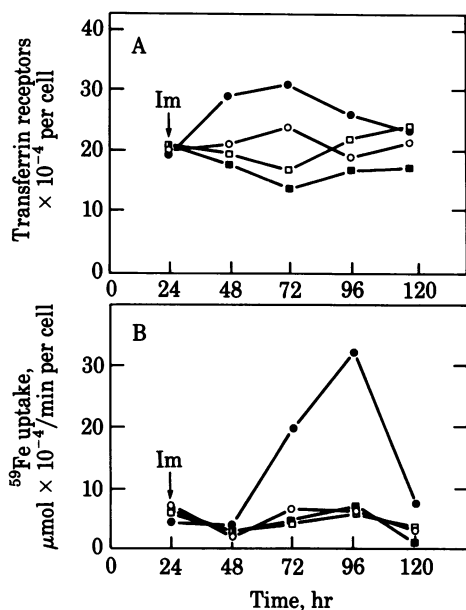 40
A
Im
30
20
10
0
Transferrin receptors
× 10⁻⁴ per cell
0 24 48 72 96 120
B
30
Im
20
10
0
⁵⁹Fe uptake,
μmol × 10⁻⁴/min per cell
0 24 48 72 96 120
Time, hr